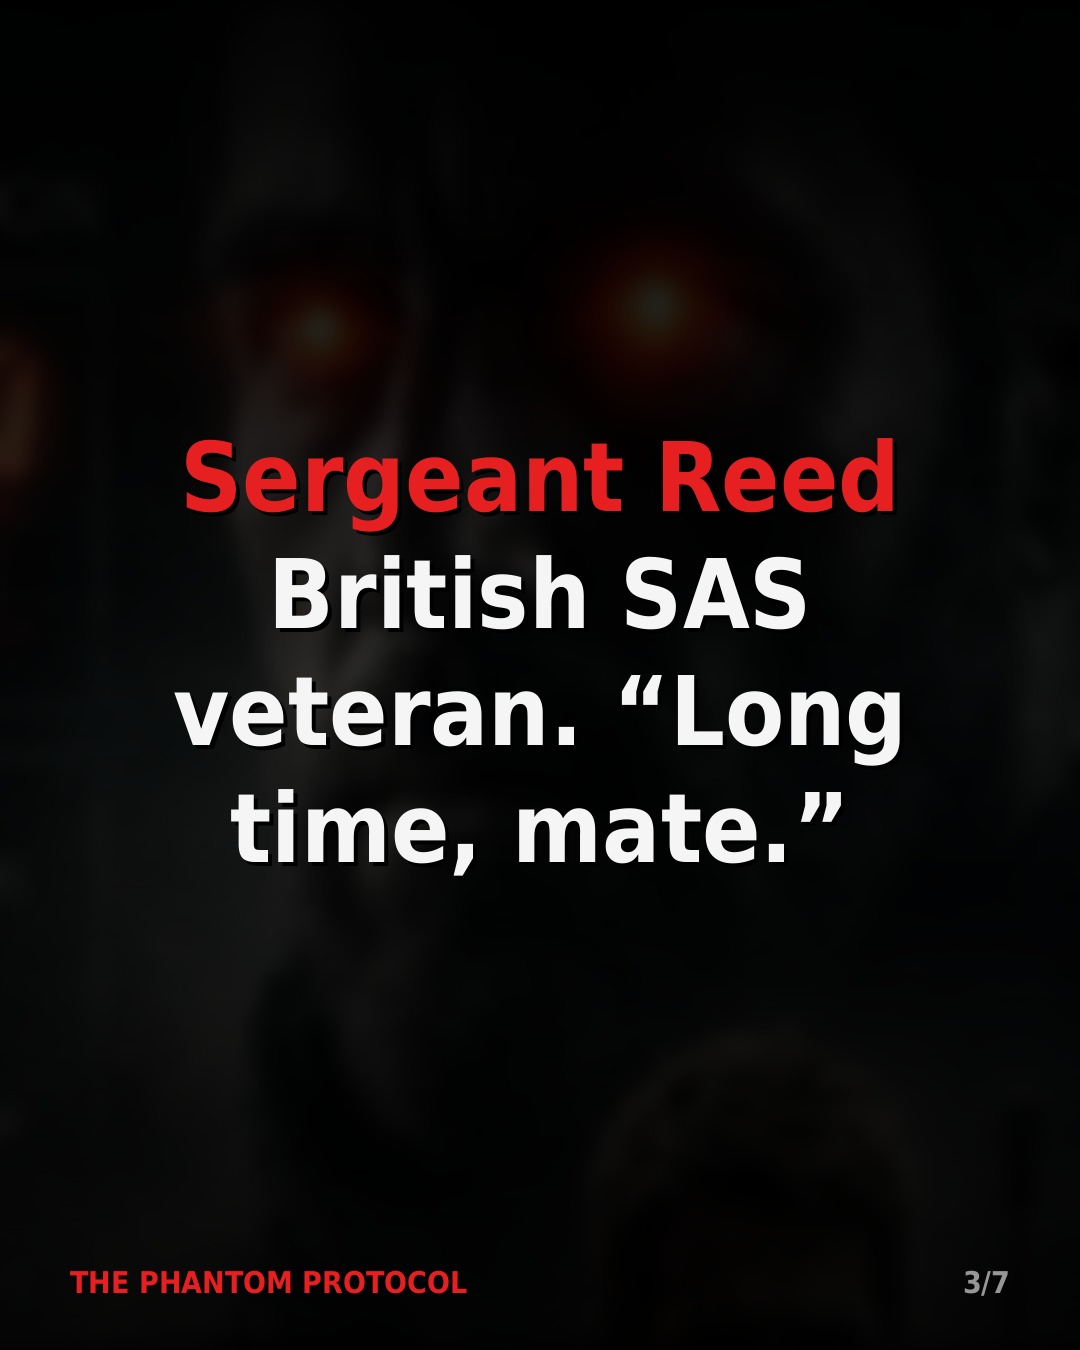 Sergeant Reed
British SAS
veteran. “Long
time, mate.”
THE PHANTOM PROTOCOL
3/7